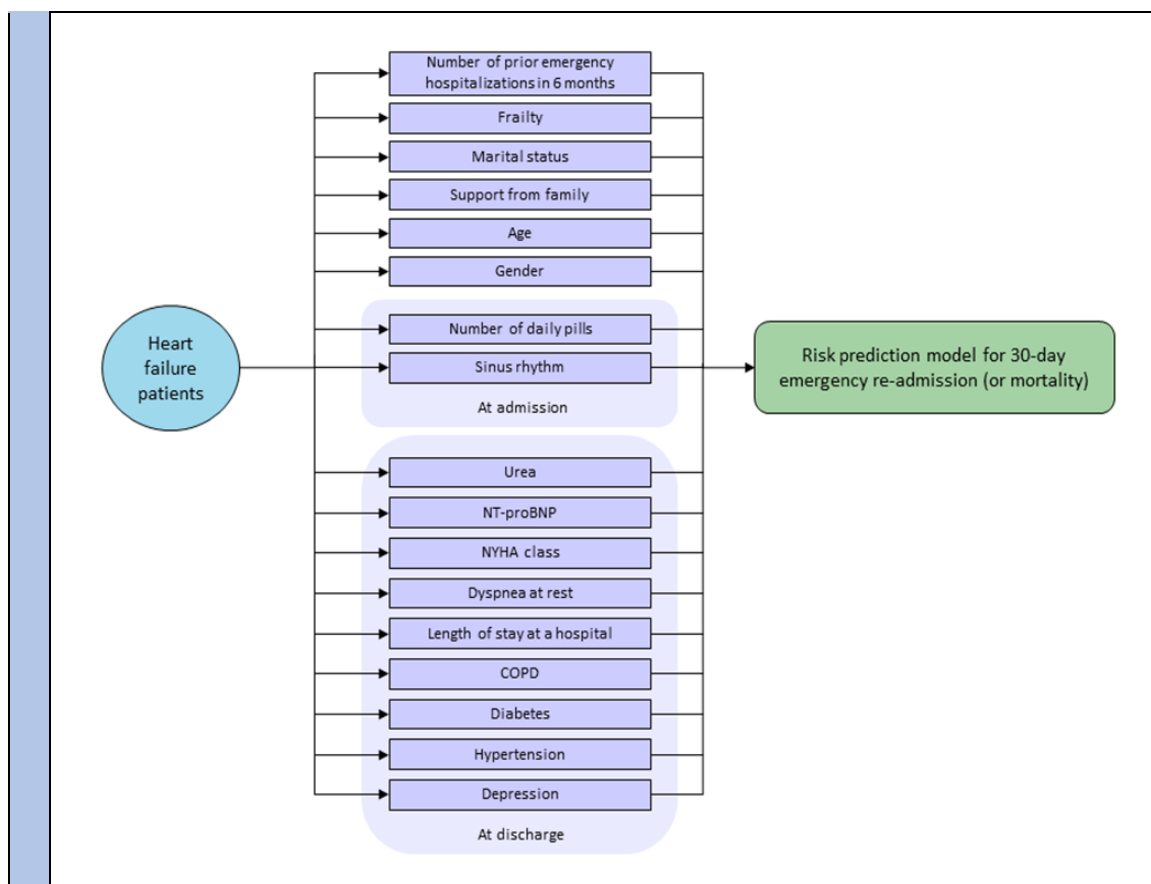 Number of prior emergency
hospitalizations in 6 months
Frailty
Marital status
Support from family
Age
Gender
Number of daily pills
Sinus rhythm
At admission
Heart
failure
patients
Risk prediction model for 30-day
emergency re-admission (or mortality)
Urea
NT-proBNP
NYHA class
Dyspnea at rest
Length of stay at a hospital
COPD
Diabetes
Hypertension
Depression
At discharge